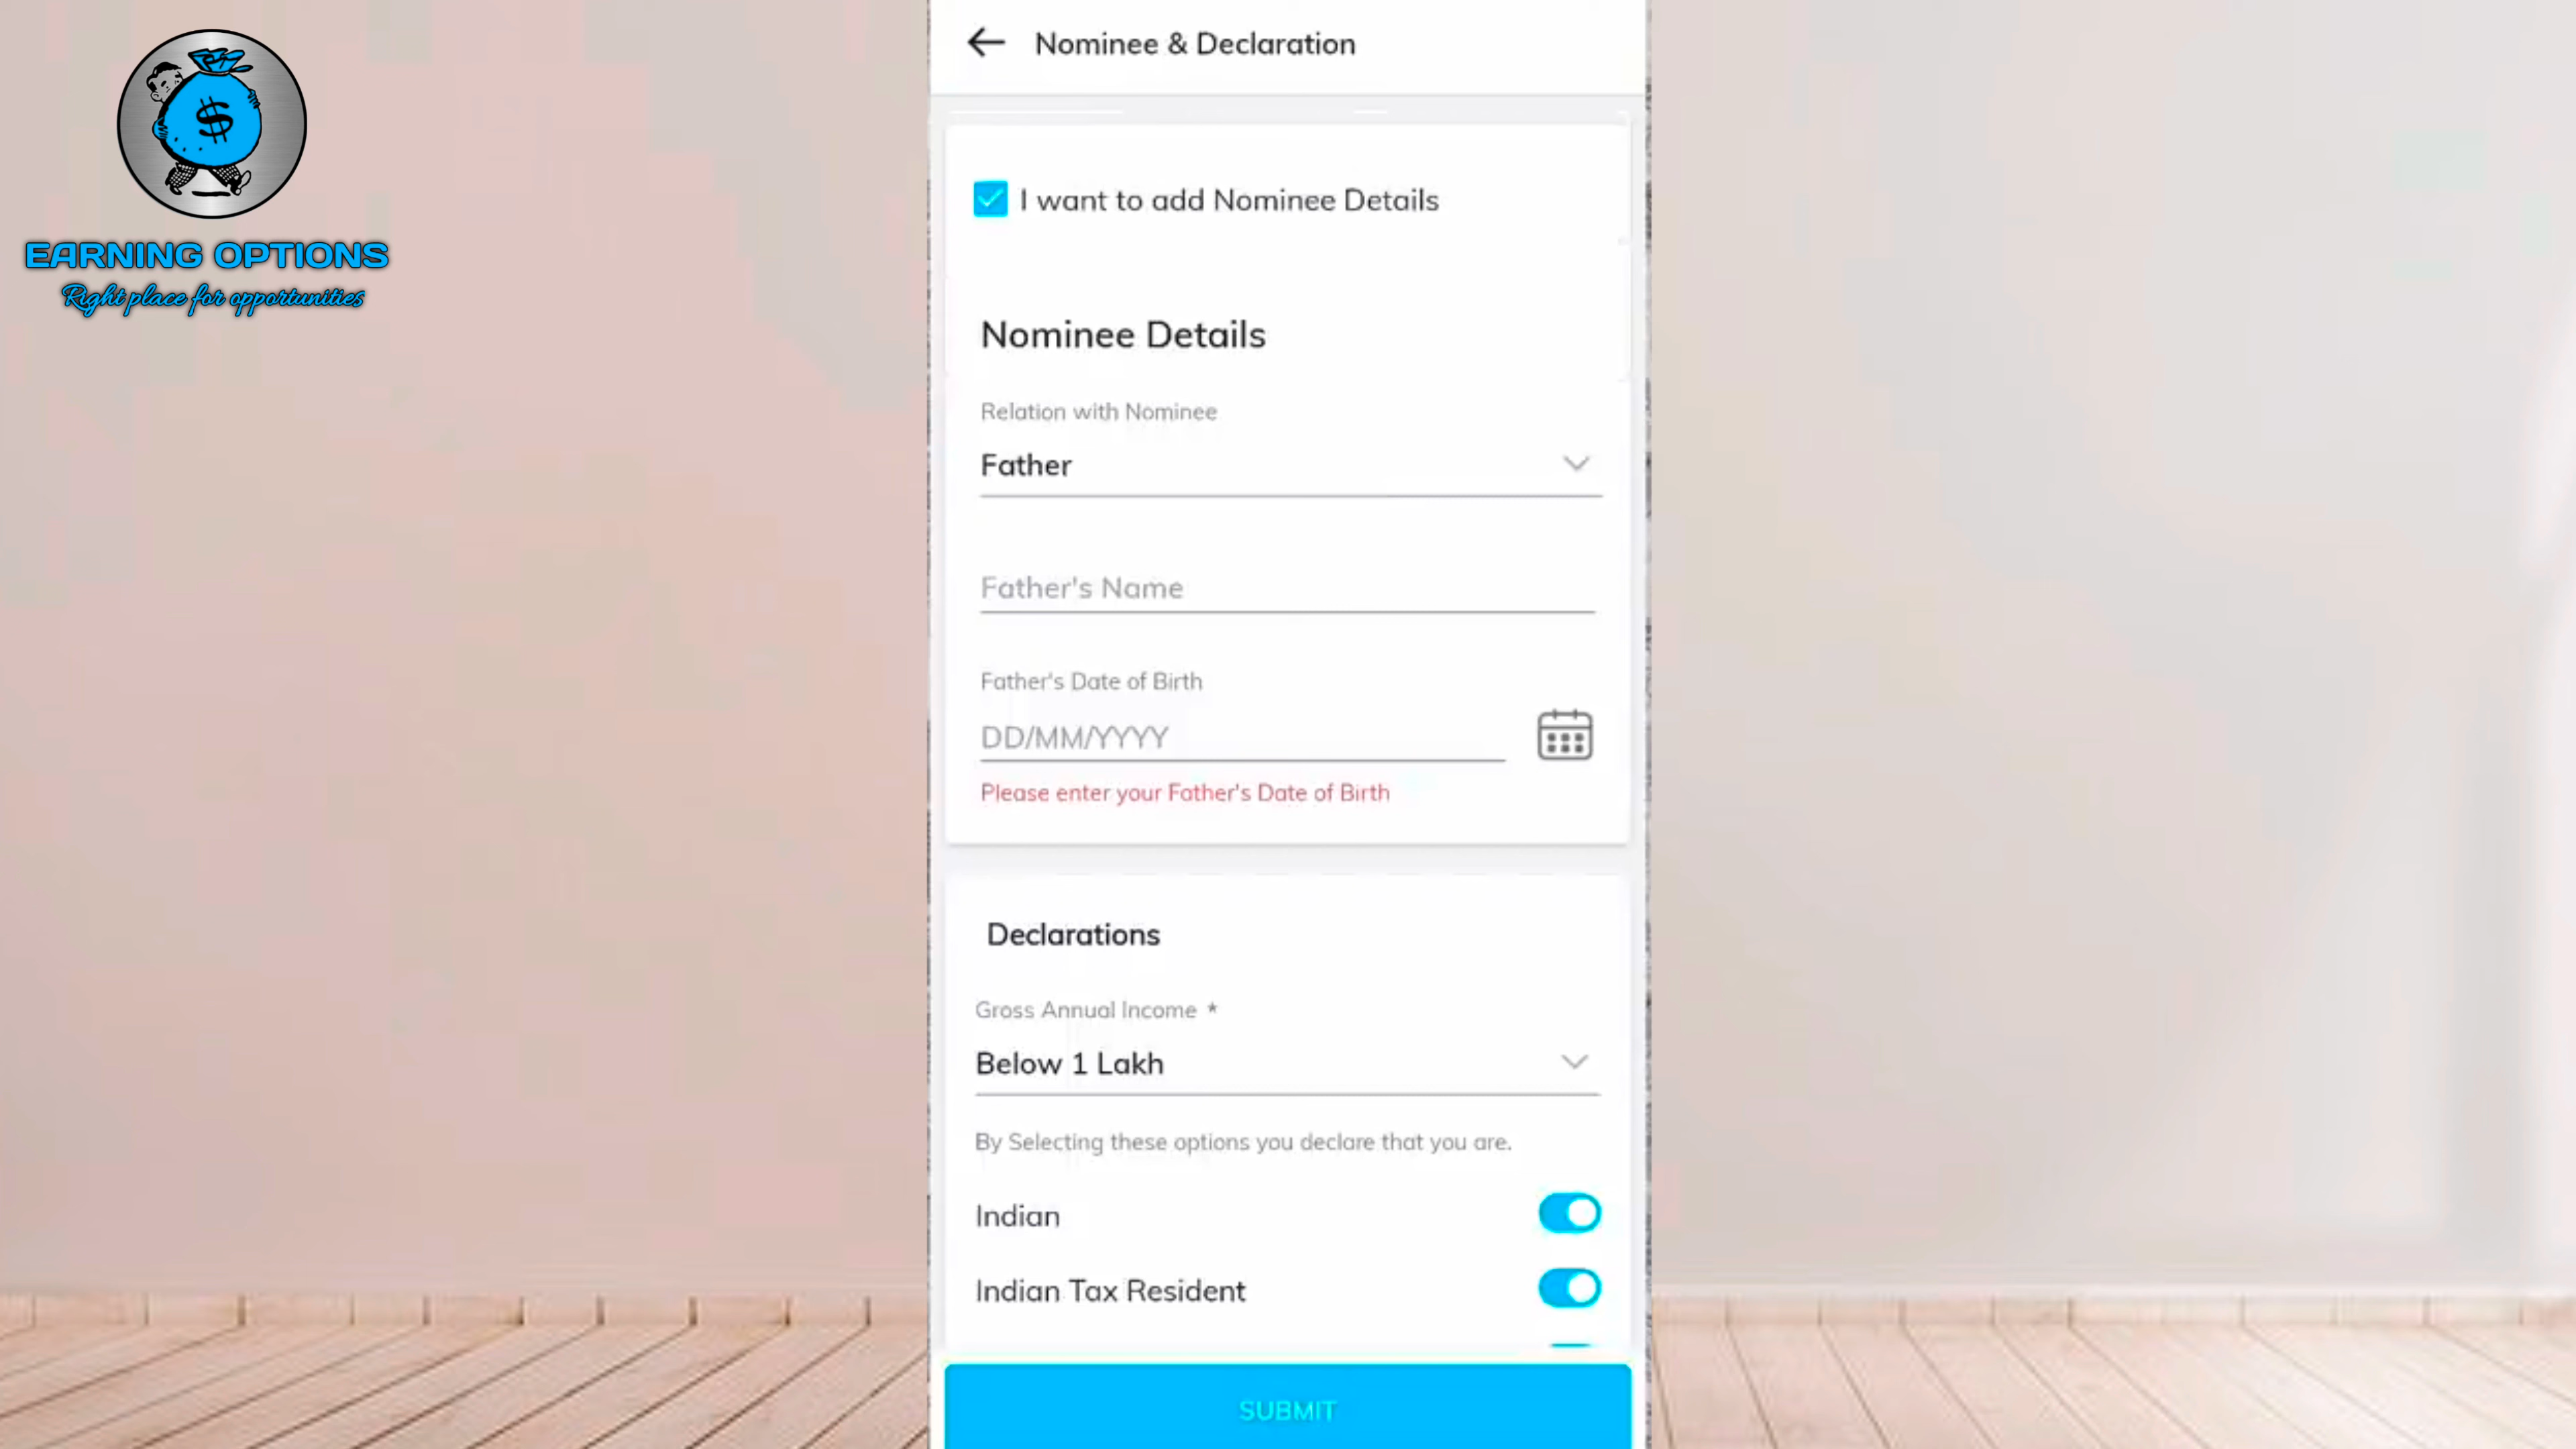 EARNING OPTIONS
Right place for opportunities
Nominee & Declaration
I want to add Nominee Details
Nominee Details
Relation with Nominee
Father
Father's Name
Father's Date of Birth
DD/MM/YYYY
Please enter your Father's Date of Birth
Declarations
Gross Annual Income *
Below 1 Lakh
By Selecting these options you declare that you are.
Indian
Indian Tax Resident
SUBMIT